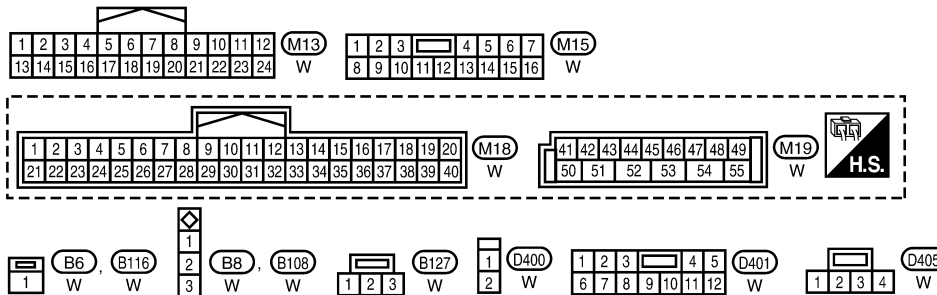 1 2 3 4 5 6 7 8 9 10 11 12 M13
13 14 15 16 17 18 19 20 21 22 23 24 W
1 2 3 4 5 6 7 M15
8 9 10 11 12 13 14 15 16 W
1 2 3 4 5 6 7 8 9 10 11 12 13 14 15 16 17 18 19 20 M18
21 22 23 24 25 26 27 28 29 30 31 32 33 34 35 36 37 38 39 40 W
41 42 43 44 45 46 47 48 49 M19
50 51 52 53 54 55 W
H.S.
1 B6 , B116
W W
1 2 3 B8 , B108
W W
1 2 3 B127
W
1 2 D400
W
1 2 3 4 5 D401
6 7 8 9 10 11 12 W
1 2 3 4 D405
W